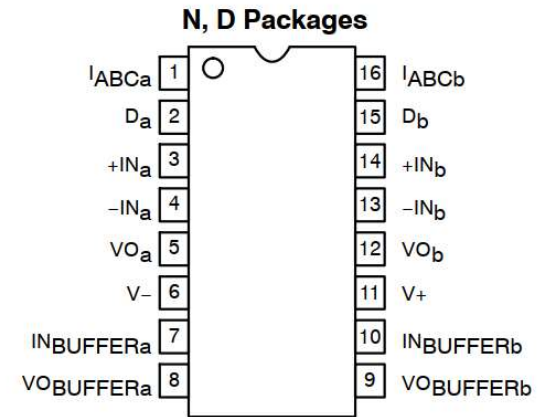 N, D Packages
IABCa 1 16 IABCb
Da 2 15 Db
+INa 3 14 +INb
−INa 4 13 −INb
VOa 5 12 VOb
V− 6 11 V+
INBUFFERa 7 10 INBUFFERb
VOBUFFERa 8 9 VOBUFFERb